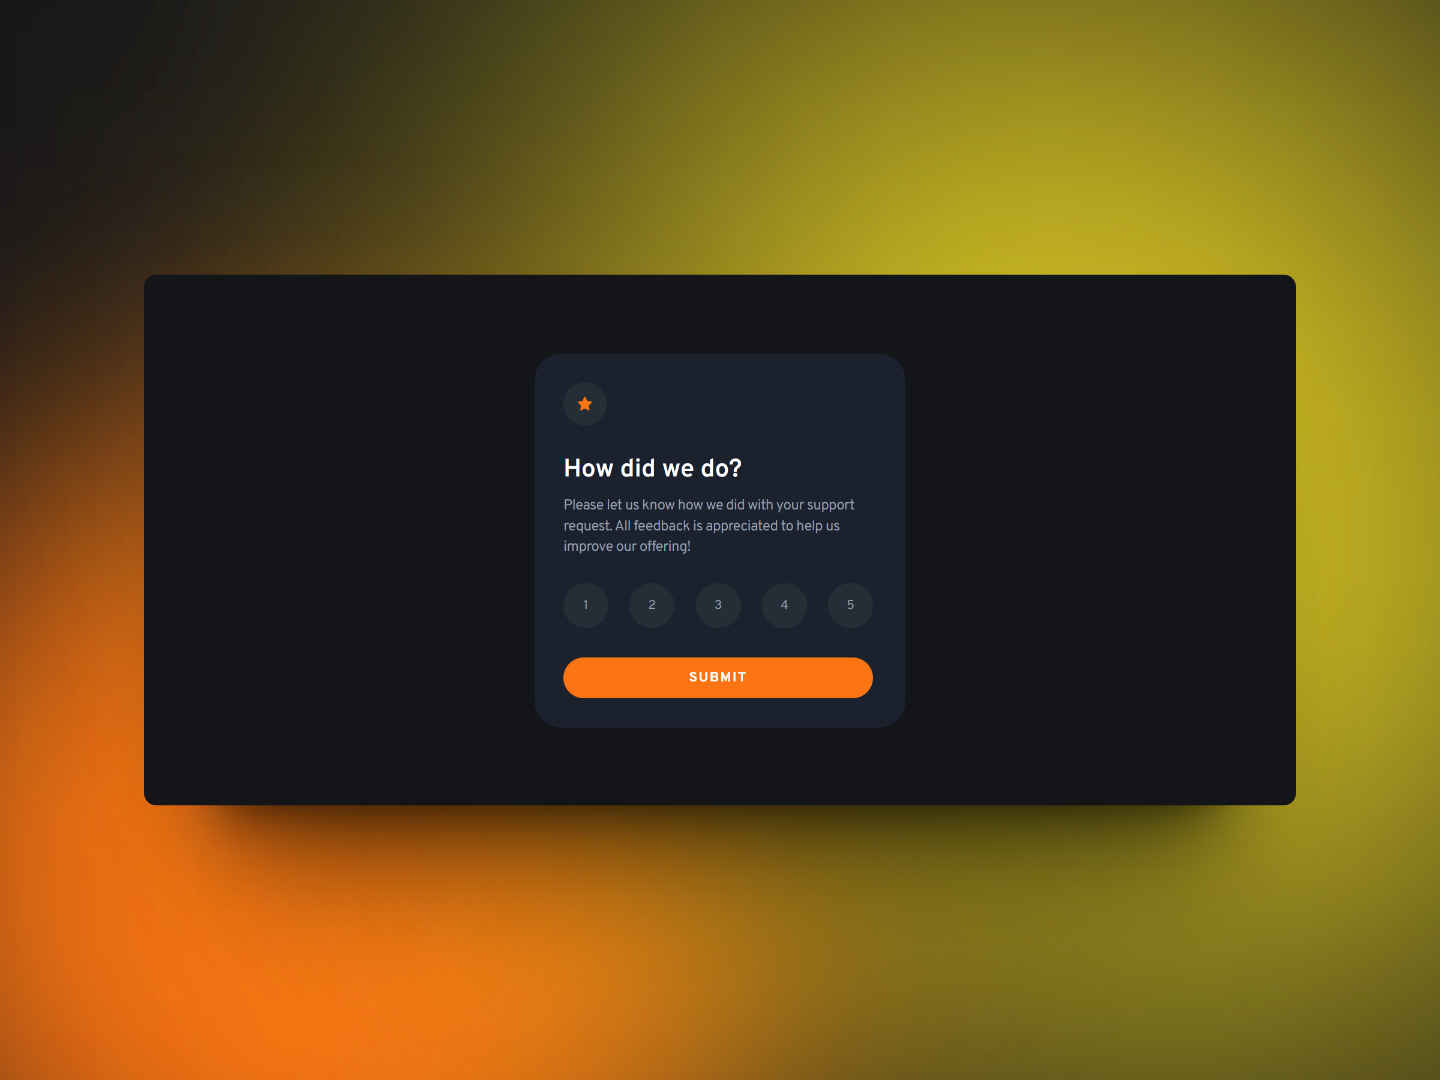 How did we do?
Please let us know how we did with your support
request. All feedback is appreciated to help us
improve our offering!
1 2 3 4 5
SUBMIT